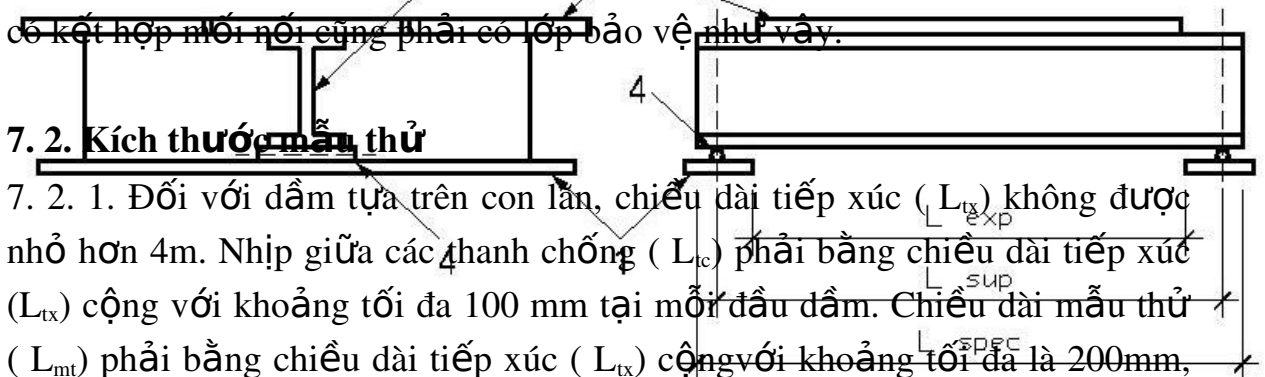 có kết hợp mối nối cũng phải có lớp bảo vệ như vây.
4
7. 2. Kích thước mẫu thử
7. 2. 1. Đối với dầm tựa trên con lăn, chiều dài tiếp xúc ( Ltx) không được
L exp
nhỏ hơn 4m. Nhịp giữa các thanh chống ( Ltc) phải bằng chiều dài tiếp xúc
4
L sup
(Ltx) cộng với khoảng tối đa 100 mm tại mỗi đầu dầm. Chiều dài mẫu thử
L spec
( Lmt) phải bằng chiều dài tiếp xúc ( Ltx) cộngvới khoảng tối đa là 200mm,